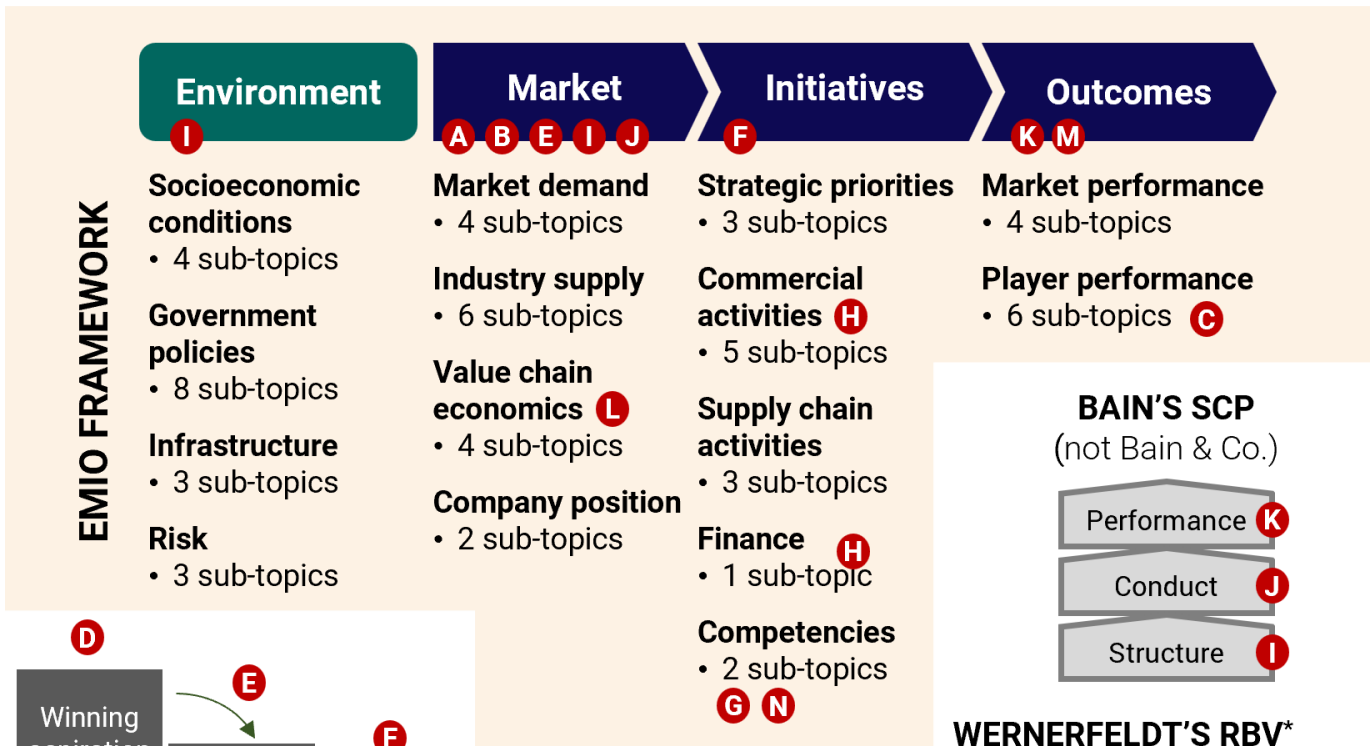 EMIO FRAMEWORK
Environment
I
Socioeconomic
conditions
• 4 sub-topics
Government
policies
• 8 sub-topics
Infrastructure
• 3 sub-topics
Risk
• 3 sub-topics
Market
A B E I J
Market demand
• 4 sub-topics
Industry supply
• 6 sub-topics
Value chain
economics L
• 4 sub-topics
Company position
• 2 sub-topics
Initiatives
F
Strategic priorities
• 3 sub-topics
Commercial
activities H
• 5 sub-topics
Supply chain
activities
• 3 sub-topics
Finance H
• 1 sub-topic
Competencies
• 2 sub-topics
G N
Outcomes
K M
Market performance
• 4 sub-topics
Player performance
• 6 sub-topics C
BAIN'S SCP
(not Bain & Co.)
Performance K
Conduct J
Structure I
WERNERFELDT'S RBV*
D
E
Winning